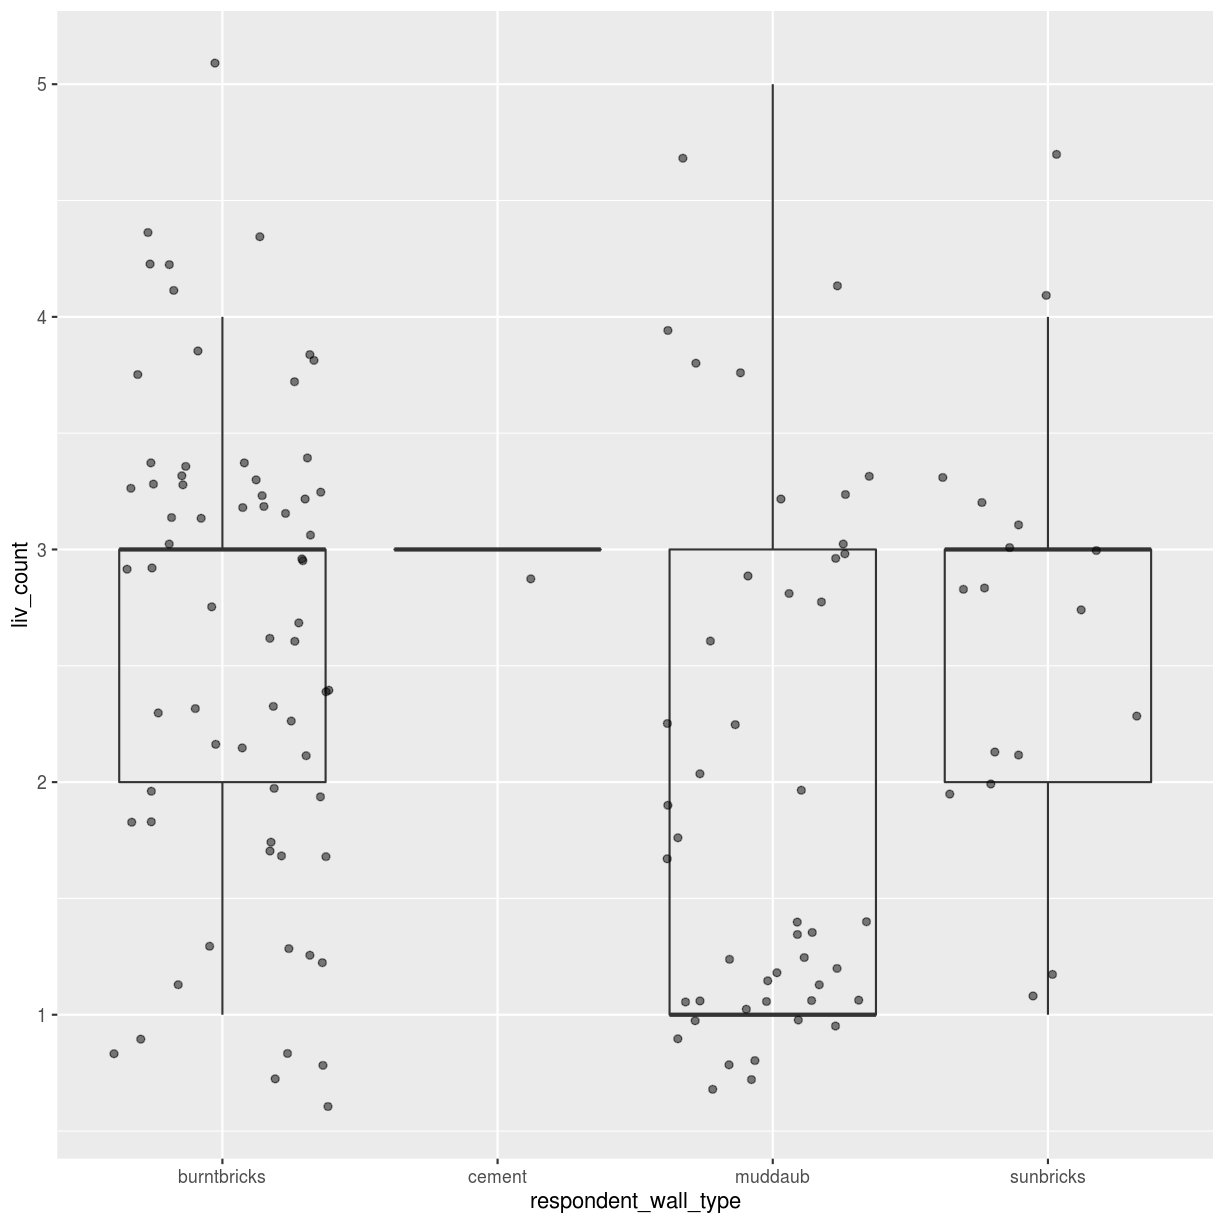 liv_count
5
4
3
2
1
burntbricks
cement
muddaub
sunbricks
respondent_wall_type